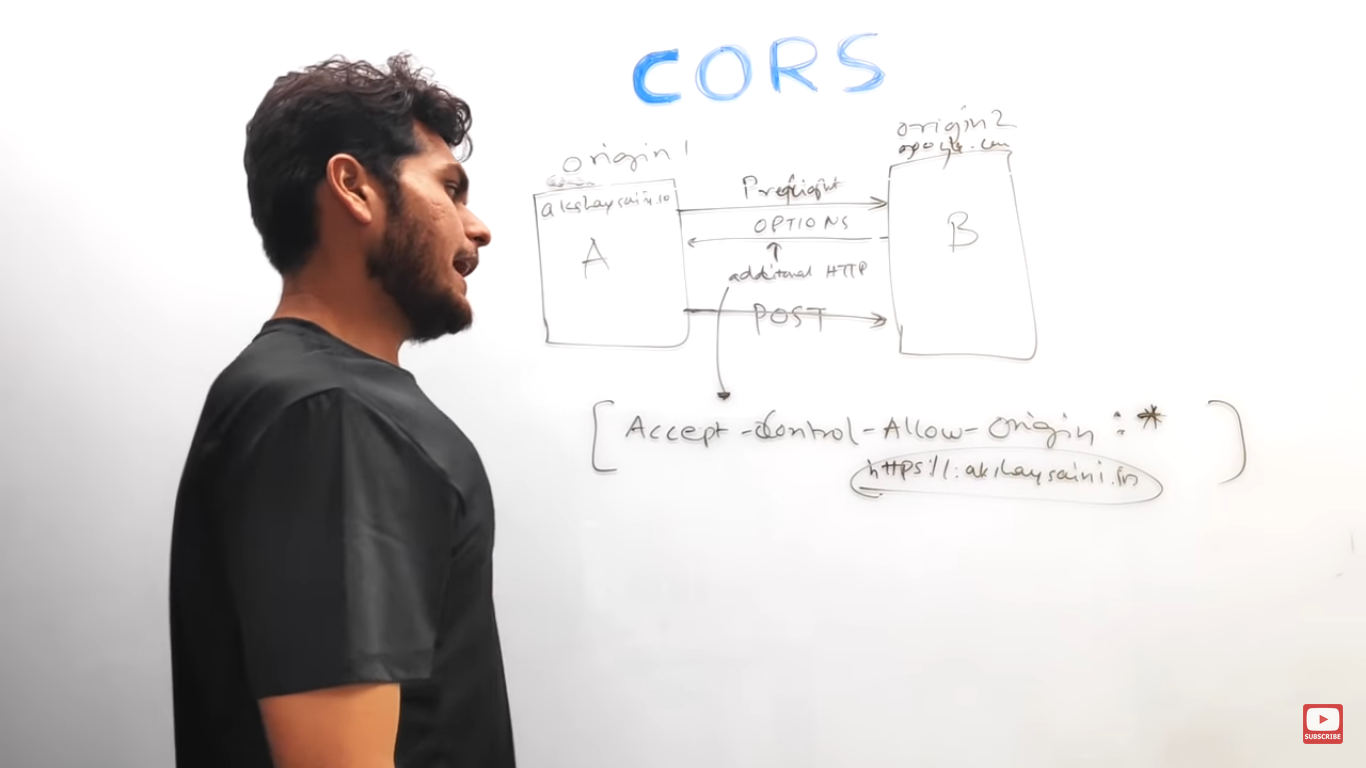 CORS
origin 1
akshaysaini.io
A
Preflight
OPTIONS
additional HTTP
POST
origin 2
google.com
B
[ Accept-Control-Allow-Origin : * ]
https//:akshaysaini.in
SUBSCRIBE